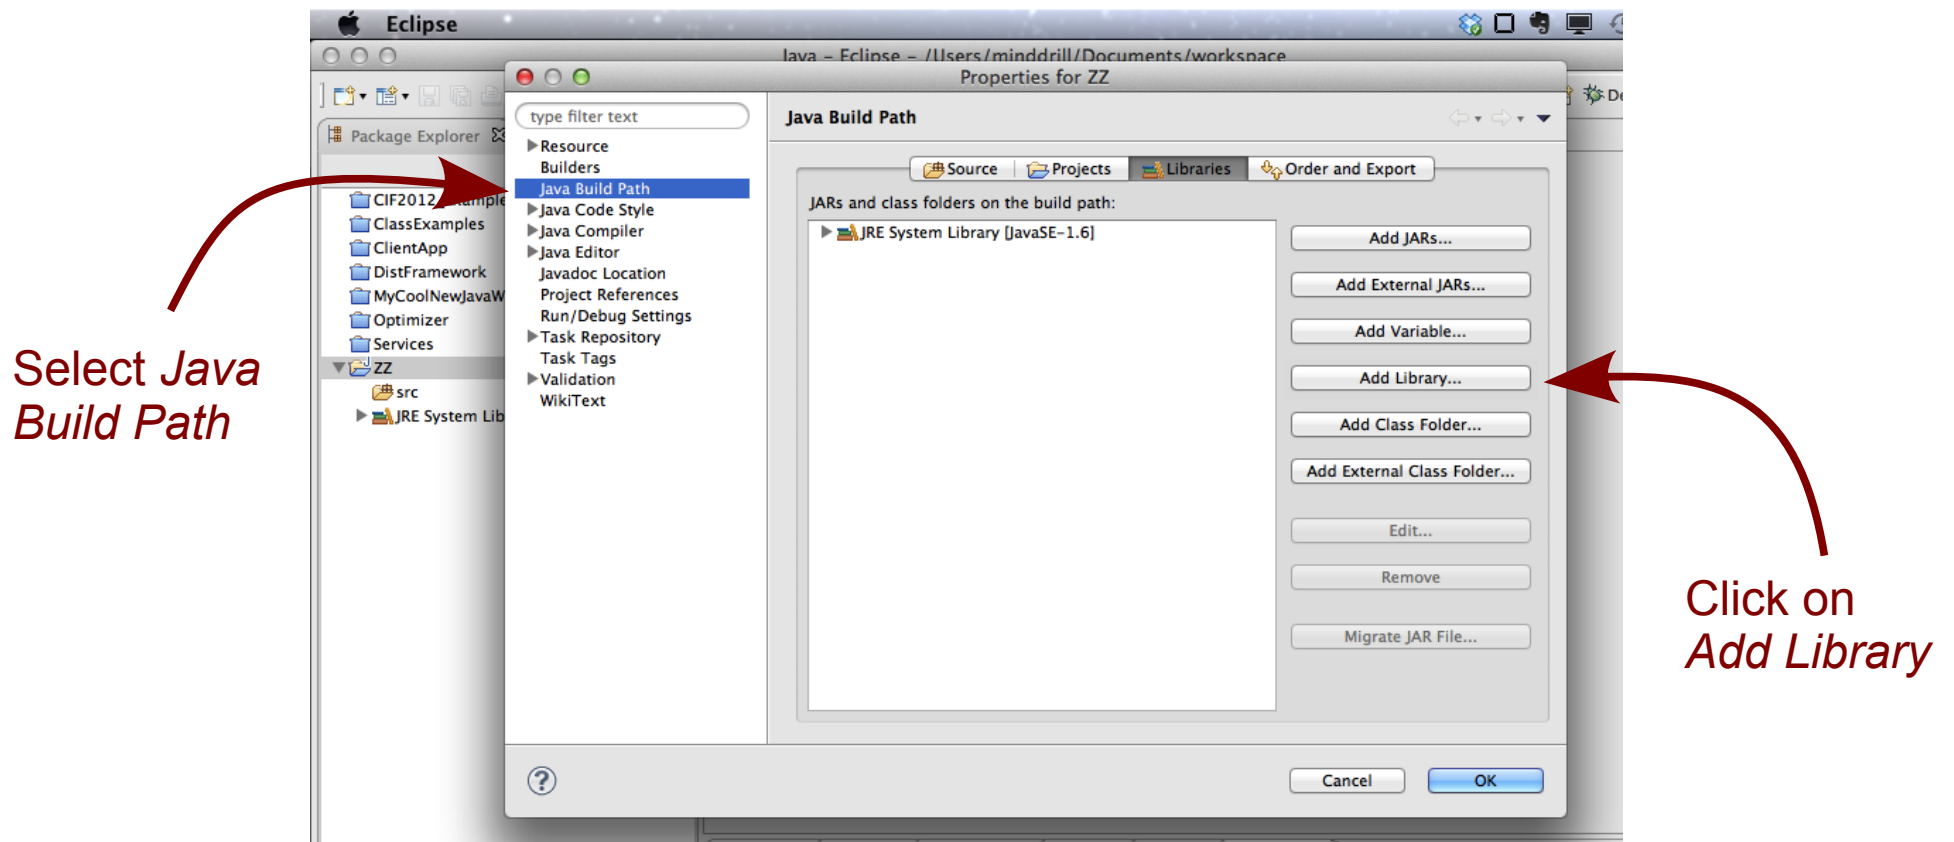 Eclipse
Java – Eclipse – /Users/minddrill/Documents/workspace
Properties for ZZ
type filter text
Java Build Path
Package Explorer
Resource
Builders
Java Build Path
Java Code Style
Java Compiler
Java Editor
Javadoc Location
Project References
Run/Debug Settings
Task Repository
Task Tags
Validation
WikiText
ClassExamples
ClientApp
DistFramework
MyCoolNewJavaW
Optimizer
Services
ZZ
src
JRE System Lib
Source
Projects
Libraries
Order and Export
JARs and class folders on the build path:
JRE System Library [JavaSE-1.6]
Add JARs...
Add External JARs...
Add Variable...
Add Library...
Add Class Folder...
Add External Class Folder...
Edit...
Remove
Migrate JAR File...
Cancel
OK
Select Java
Build Path
Click on
Add Library